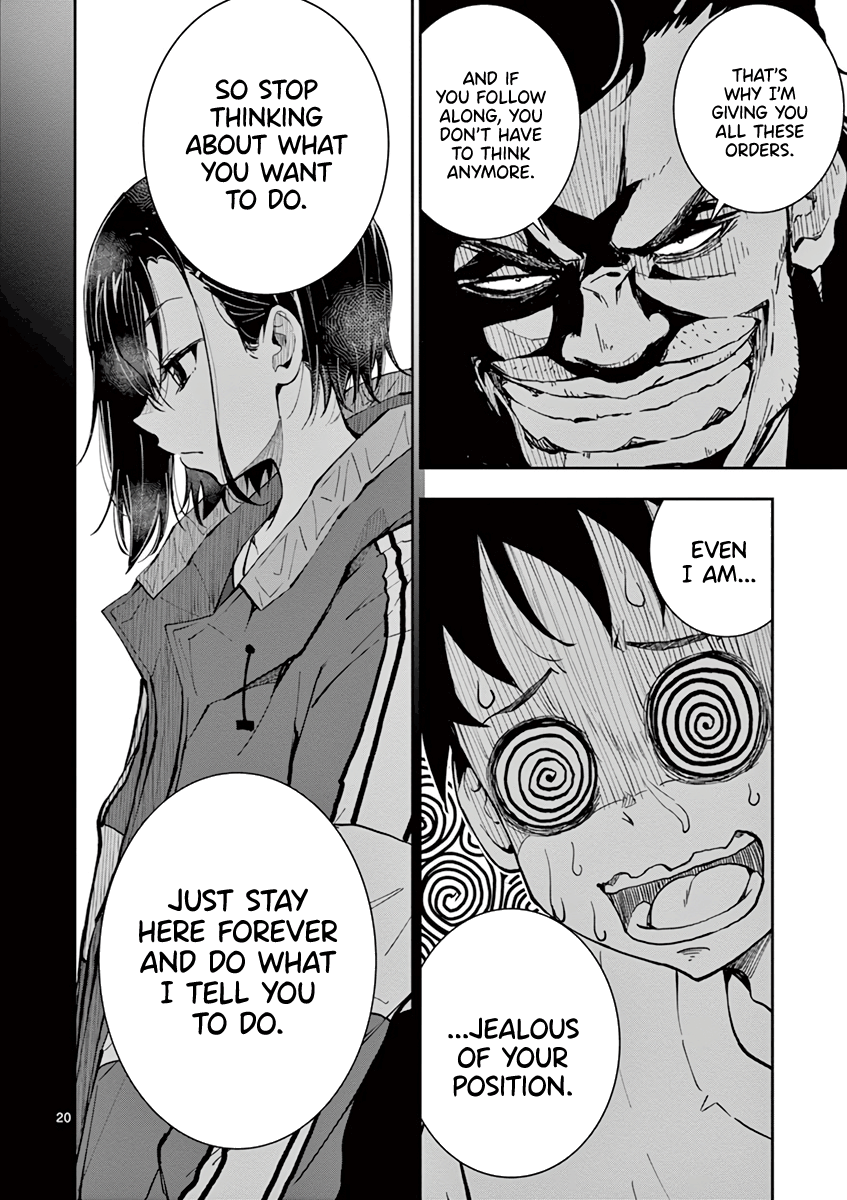 THAT'S
WHY I'M
GIVING YOU
ALL THESE
ORDERS.
AND IF
YOU FOLLOW
ALONG, YOU
DON'T HAVE
TO THINK
ANYMORE.
EVEN
I AM...
...JEALOUS
OF YOUR
POSITION.
SO STOP
THINKING
ABOUT WHAT
YOU WANT
TO DO.
JUST STAY
HERE FOREVER
AND DO WHAT
I TELL YOU
TO DO.
20